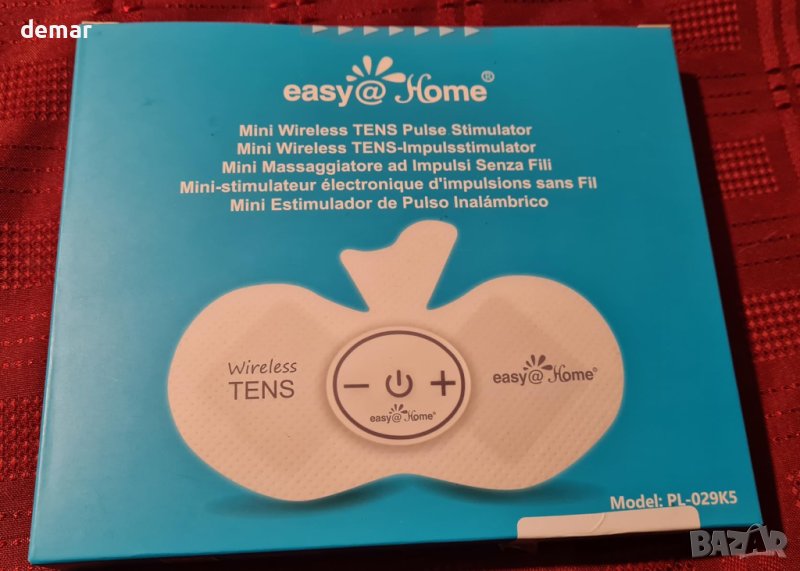 demar
easy@Home®
Mini Wireless TENS Pulse Stimulator
Mini Wireless TENS-Impulsstimulator
Mini Massaggiatore ad Impulsi Senza Fili
Mini-stimulateur électronique d'impulsions sans Fil
Mini Estimulador de Pulso Inalámbrico
Wireless
TENS
easy@Home®
easy@Home®
Model: PL-029K5
BAZAR